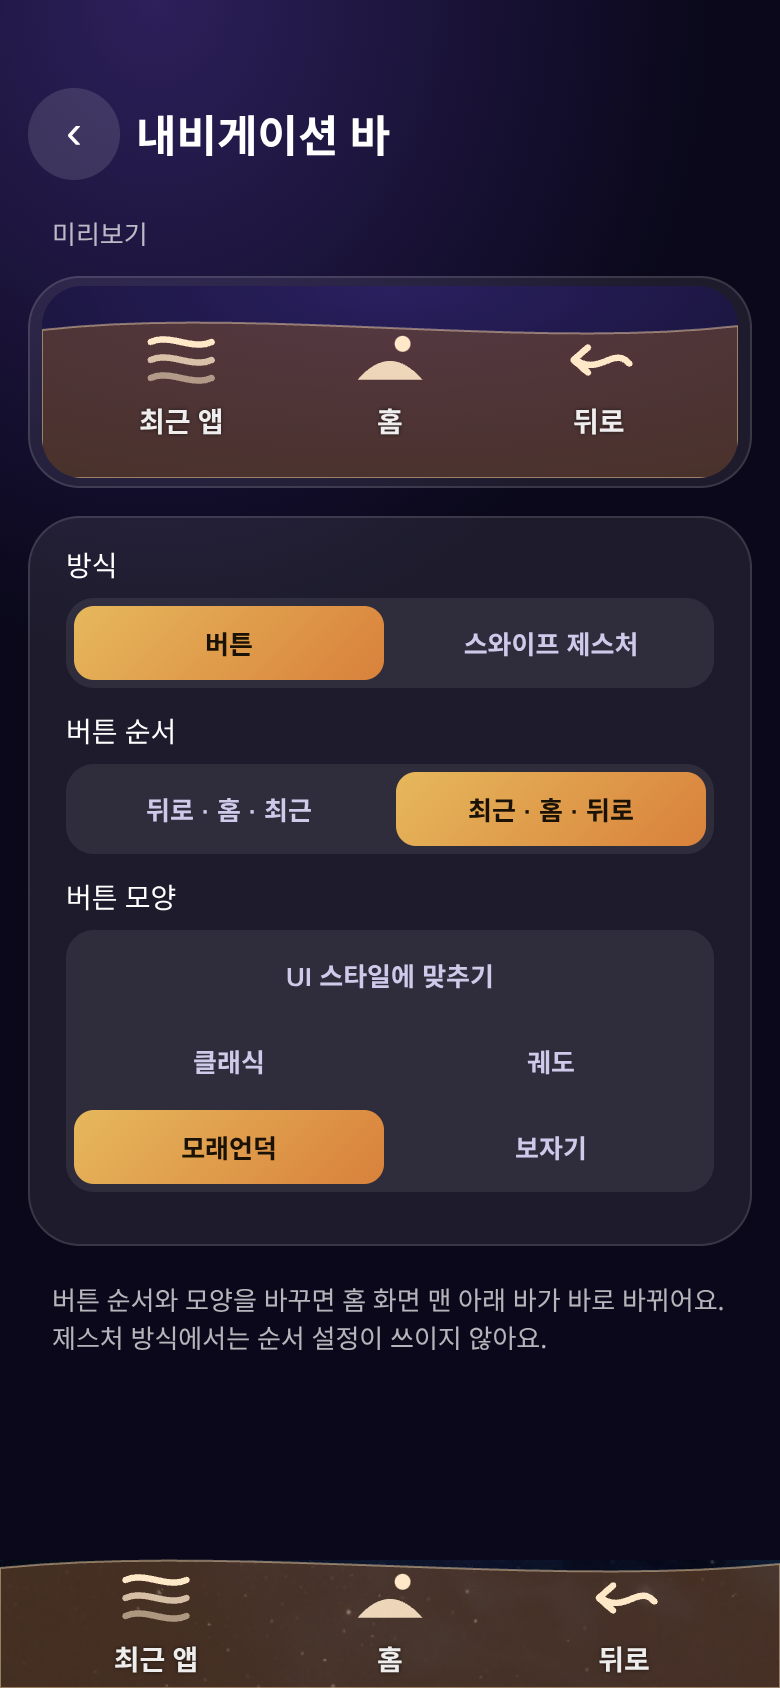 내비게이션 바
미리보기
최근 앱 홈 뒤로
방식
버튼 스와이프 제스처
버튼 순서
뒤로 · 홈 · 최근 최근 · 홈 · 뒤로
버튼 모양
UI 스타일에 맞추기
클래식 궤도
모래언덕 보자기
버튼 순서와 모양을 바꾸면 홈 화면 맨 아래 바가 바로 바뀌어요.
제스처 방식에서는 순서 설정이 쓰이지 않아요.
최근 앱 홈 뒤로